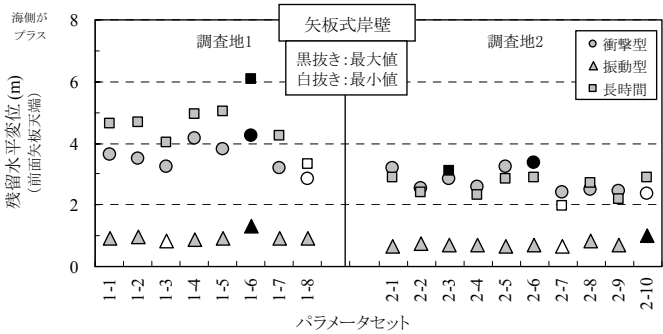 海側が
プラス
矢板式岸壁
調査地1
調査地2
黒抜き:最大値
白抜き:最小値
衝撃型
振動型
長時間
残留水平変位(m)
(前面矢板天端)
8
6
4
2
0
1-1
1-2
1-3
1-4
1-5
1-6
1-7
1-8
2-1
2-2
2-3
2-4
2-5
2-6
2-7
2-8
2-9
2-10
パラメータセット